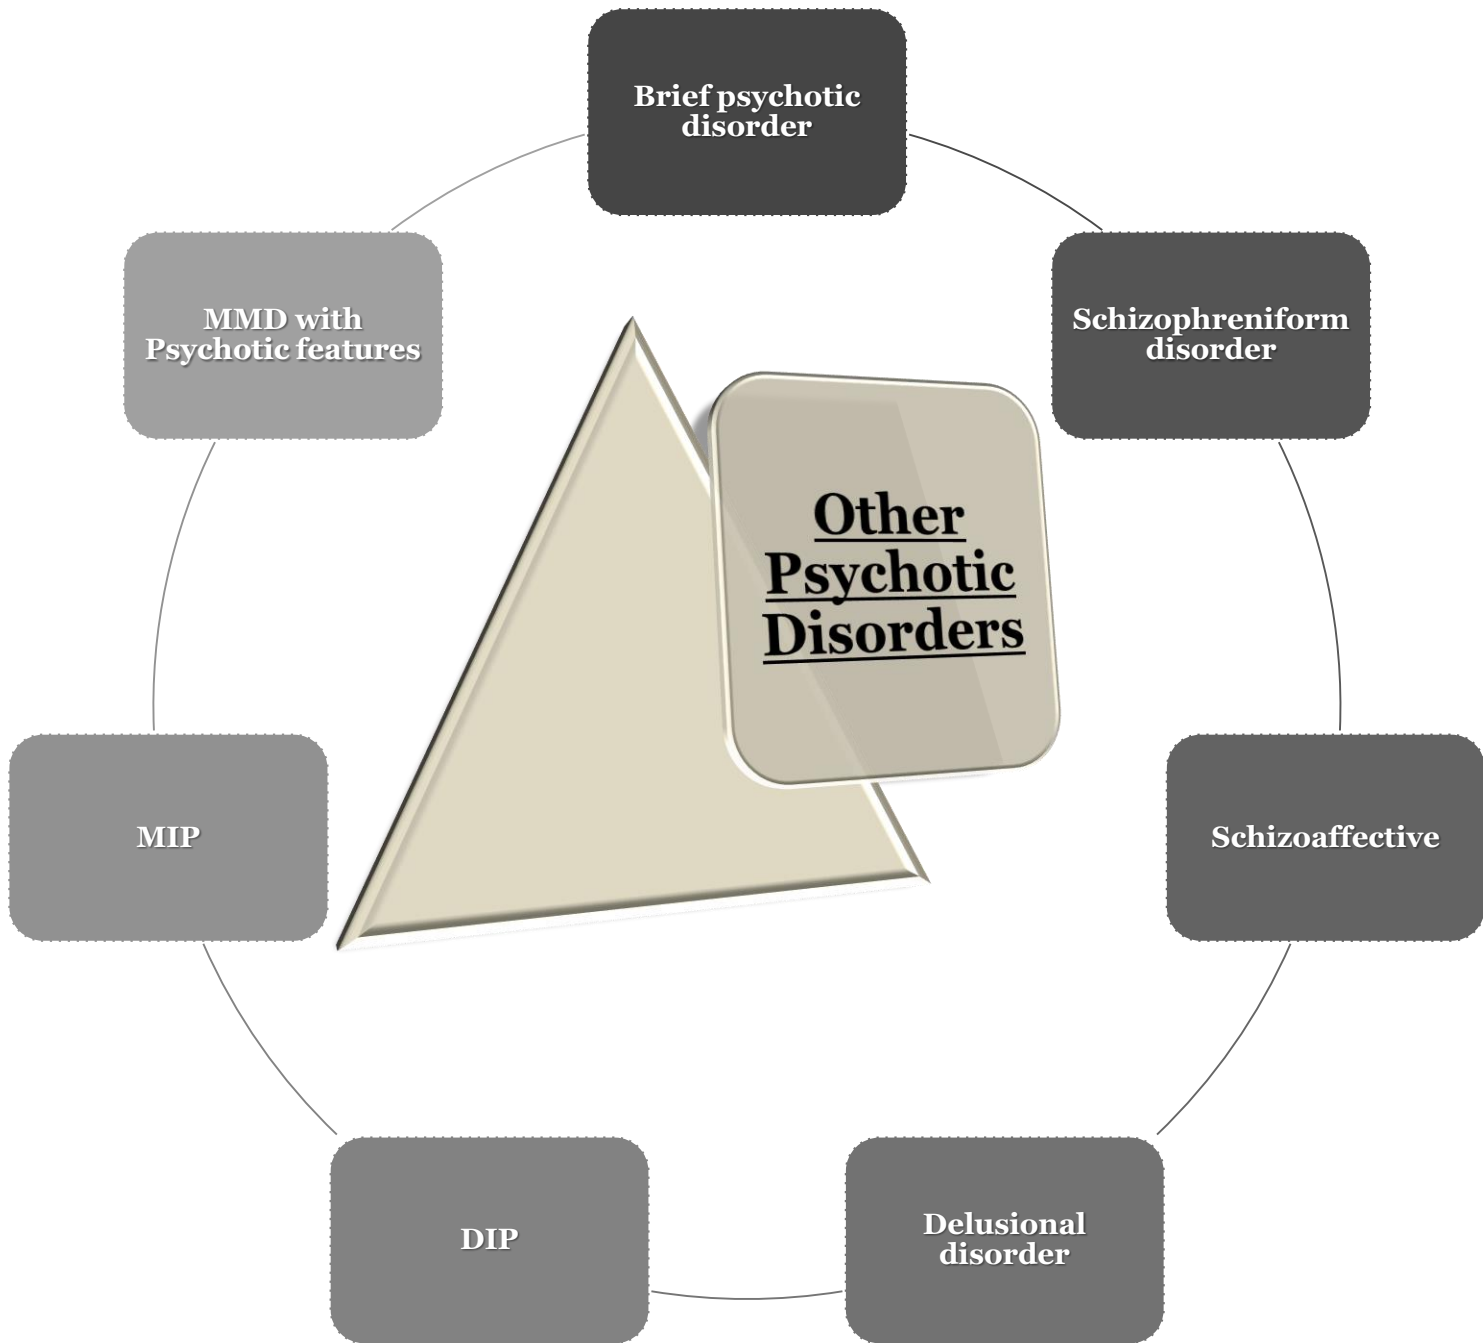 Brief psychotic
disorder
MMD with
Psychotic features
Schizophreniform
disorder
Other
Psychotic
Disorders
MIP
Schizoaffective
DIP
Delusional
disorder